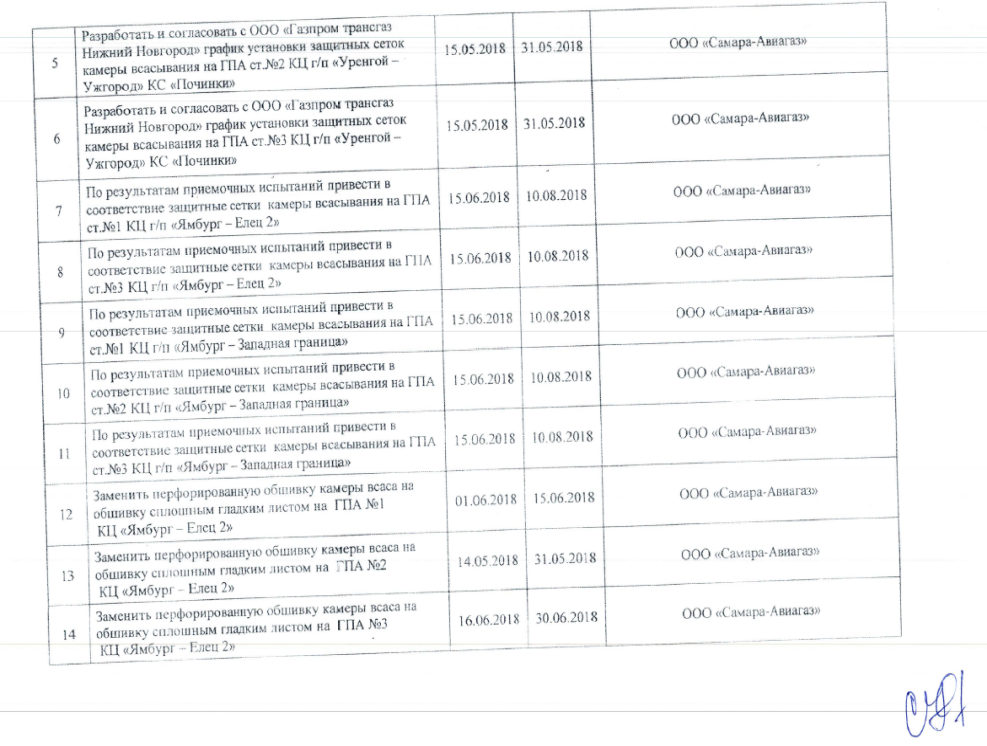 5
Разработать и согласовать с ООО «Газпром трансгаз
Нижний Новгород» график установки защитных сеток
камеры всасывания на ГПА ст.№2 КЦ г/п «Уренгой –
Ужгород» КС «Починки»
15.05.2018
31.05.2018
ООО «Самара-Авиагаз»
6
Разработать и согласовать с ООО «Газпром трансгаз
Нижний Новгород» график установки защитных сеток
камеры всасывания на ГПА ст.№3 КЦ г/п «Уренгой –
Ужгород» КС «Починки»
15.05.2018
31.05.2018
ООО «Самара-Авиагаз»
7
По результатам приемочных испытаний привести в
соответствие защитные сетки камеры всасывания на ГПА
ст.№1 КЦ г/п «Ямбург – Елец 2»
15.06.2018
10.08.2018
ООО «Самара-Авиагаз»
8
По результатам приемочных испытаний привести в
соответствие защитные сетки камеры всасывания на ГПА
ст.№3 КЦ г/п «Ямбург – Елец 2»
15.06.2018
10.08.2018
ООО «Самара-Авиагаз»
9
По результатам приемочных испытаний привести в
соответствие защитные сетки камеры всасывания на ГПА
ст.№1 КЦ г/п «Ямбург – Западная граница»
15.06.2018
10.08.2018
ООО «Самара-Авиагаз»
10
По результатам приемочных испытаний привести в
соответствие защитные сетки камеры всасывания на ГПА
ст.№2 КЦ г/п «Ямбург – Западная граница»
15.06.2018
10.08.2018
ООО «Самара-Авиагаз»
11
По результатам приемочных испытаний привести в
соответствие защитные сетки камеры всасывания на ГПА
ст.№3 КЦ г/п «Ямбург – Западная граница»
15.06.2018
10.08.2018
ООО «Самара-Авиагаз»
12
Заменить перфорированную обшивку камеры всаса на
обшивку сплошным гладким листом на ГПА №1
КЦ «Ямбург – Елец 2»
01.06.2018
15.06.2018
ООО «Самара-Авиагаз»
13
Заменить перфорированную обшивку камеры всаса на
обшивку сплошным гладким листом на ГПА №2
КЦ «Ямбург – Елец 2»
14.05.2018
31.05.2018
ООО «Самара-Авиагаз»
14
Заменить перфорированную обшивку камеры всаса на
обшивку сплошным гладким листом на ГПА №3
КЦ «Ямбург – Елец 2»
16.06.2018
30.06.2018
ООО «Самара-Авиагаз»